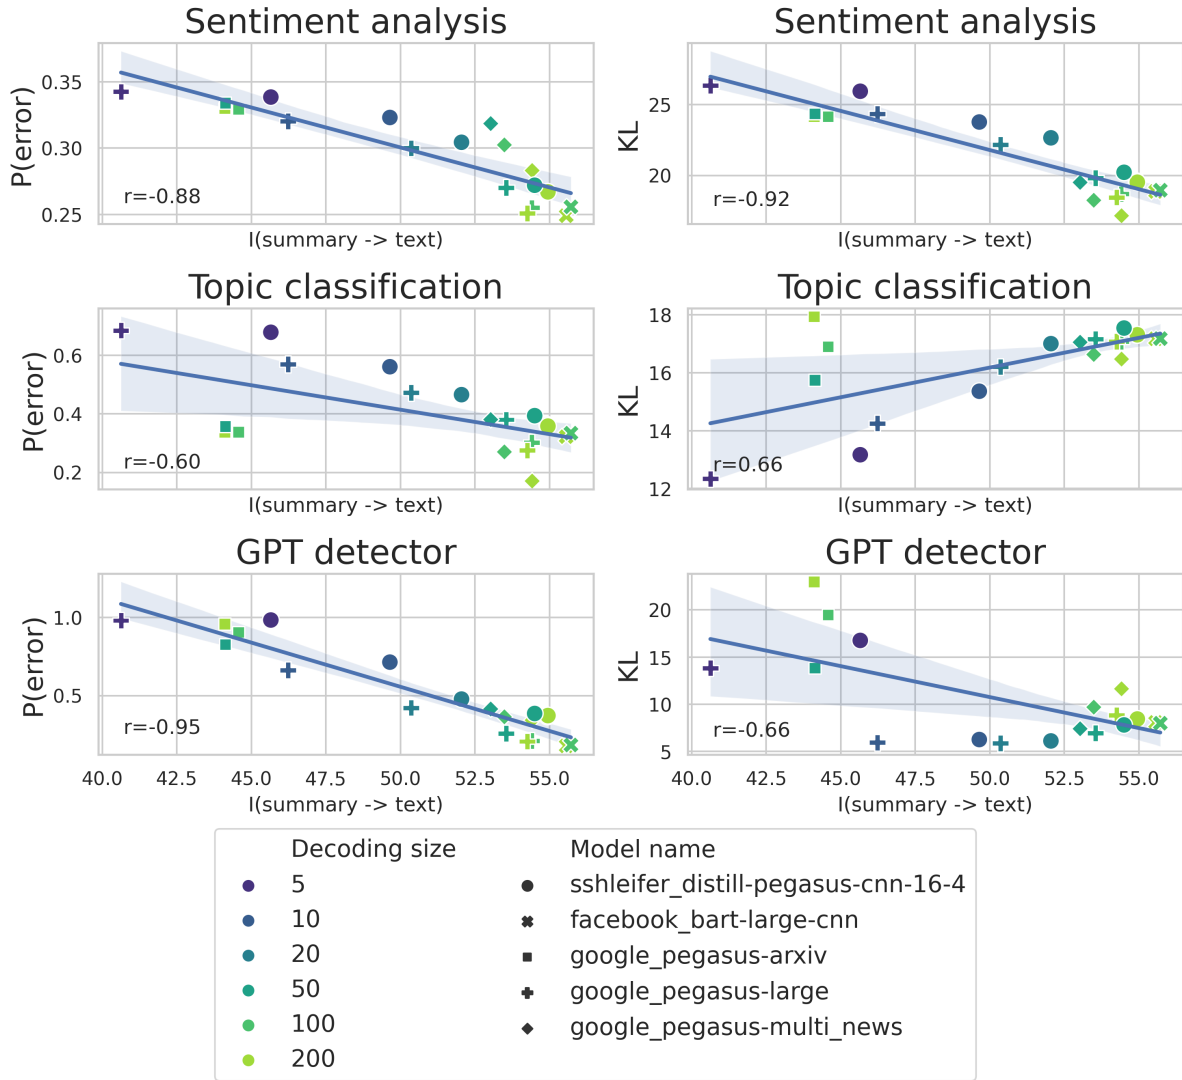 Sentiment analysis
P(error)
0.35
0.30
0.25
r=-0.88
I(summary -> text)
Sentiment analysis
KL
25
20
r=-0.92
I(summary -> text)
Topic classification
P(error)
0.6
0.4
0.2
r=-0.60
I(summary -> text)
Topic classification
KL
18
16
14
12
r=0.66
I(summary -> text)
GPT detector
P(error)
1.0
0.5
r=-0.95
40.0 42.5 45.0 47.5 50.0 52.5 55.0
I(summary -> text)
GPT detector
KL
20
15
10
5
r=-0.66
40.0 42.5 45.0 47.5 50.0 52.5 55.0
I(summary -> text)
Decoding size
5
10
20
50
100
200
Model name
sshleifer_distill-pegasus-cnn-16-4
facebook_bart-large-cnn
google_pegasus-arxiv
google_pegasus-large
google_pegasus-multi_news